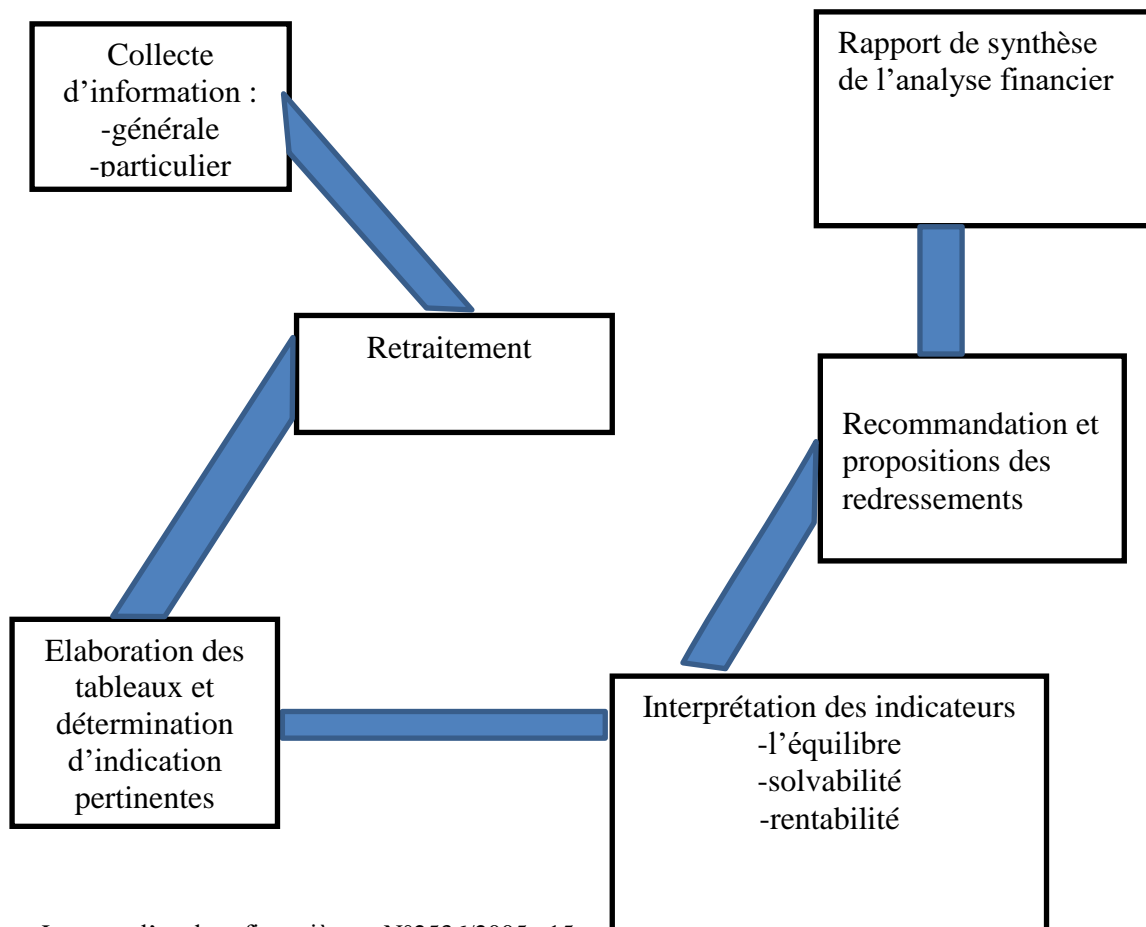 Collecte
d’information :
-générale
-particulier
Rapport de synthèse
de l’analyse financier
Retraitement
Recommandation et
propositions des
redressements
Elaboration des
tableaux et
détermination
d’indication
pertinentes
Interprétation des indicateurs
-l’équilibre
-solvabilité
-rentabilité